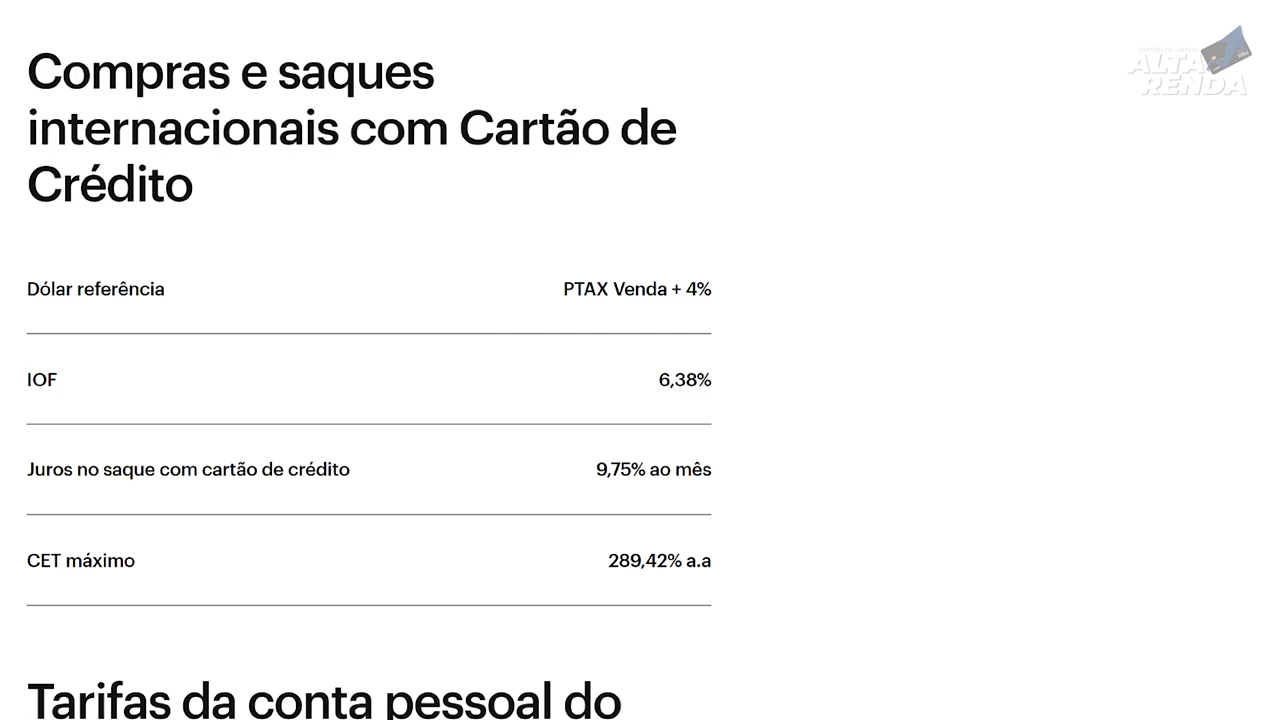 Compras e saques
internacionais com Cartão de
Crédito
ALTA
RENDA
Dólar referência PTAX Venda + 4%
IOF 6,38%
Juros no saque com cartão de crédito 9,75% ao mês
CET máximo 289,42% a.a
Tarifas da conta pessoal do